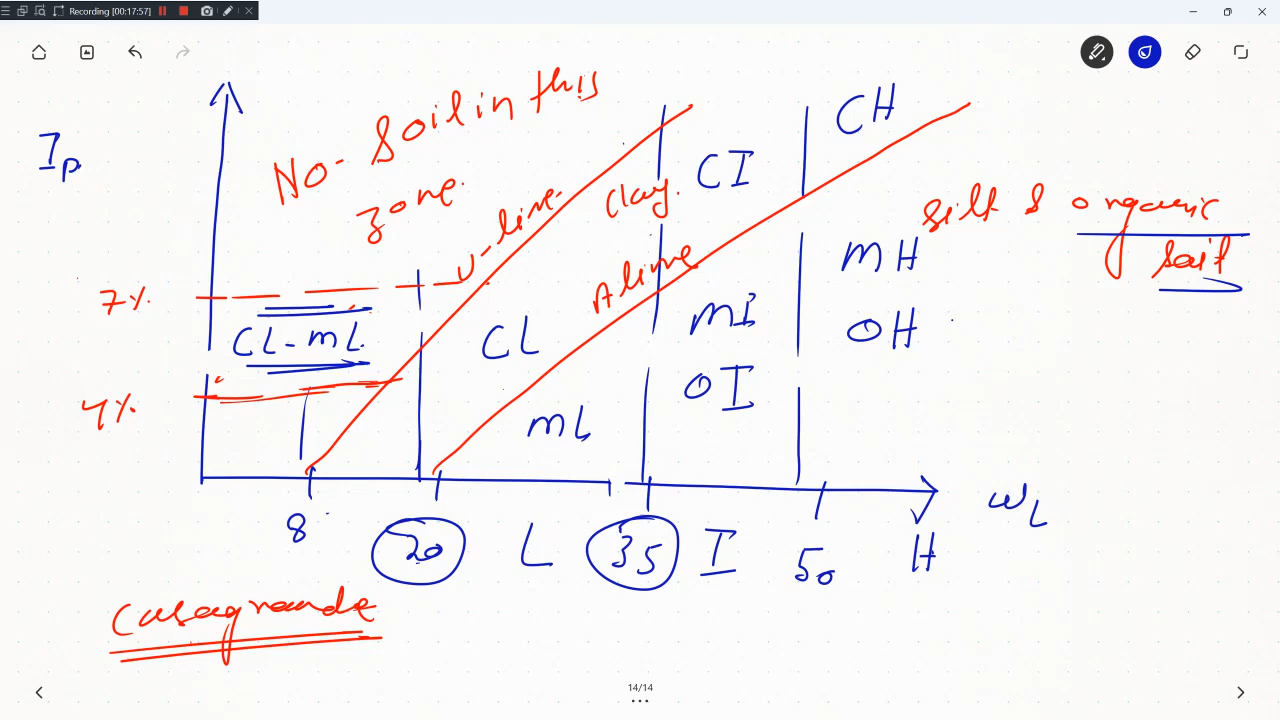 Recording [00:17:57]
No- Soil in this
zone.
Ip
CH
CI
clay.
U-line
A line
silt & organic
soil
MH
OH
7%
CL-mL
CL
MI
OI
4%
mL
8
20
L
35
I
50
H
wL
Casagrande
14/14